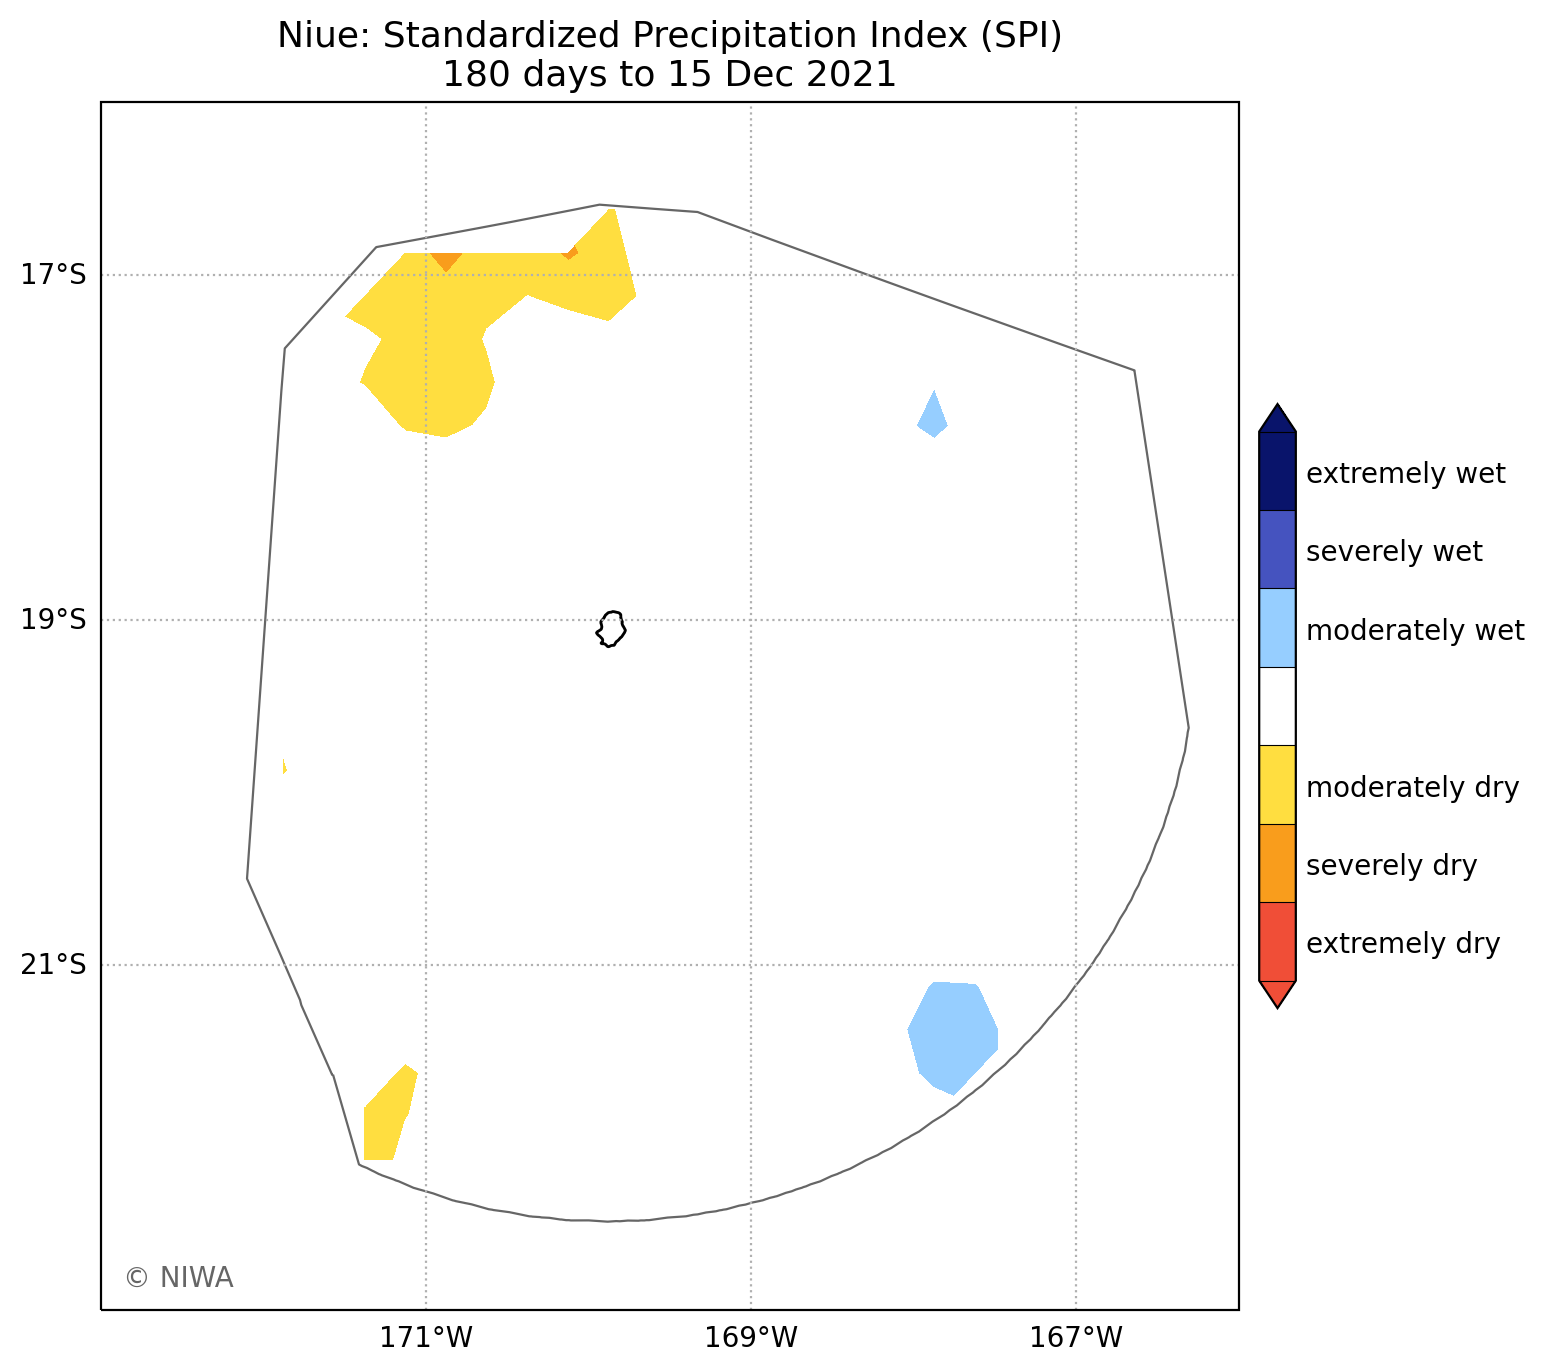 Niue: Standardized Precipitation Index (SPI)
180 days to 15 Dec 2021
17°S
19°S
21°S
171°W
169°W
167°W
extremely wet
severely wet
moderately wet
moderately dry
severely dry
extremely dry
© NIWA